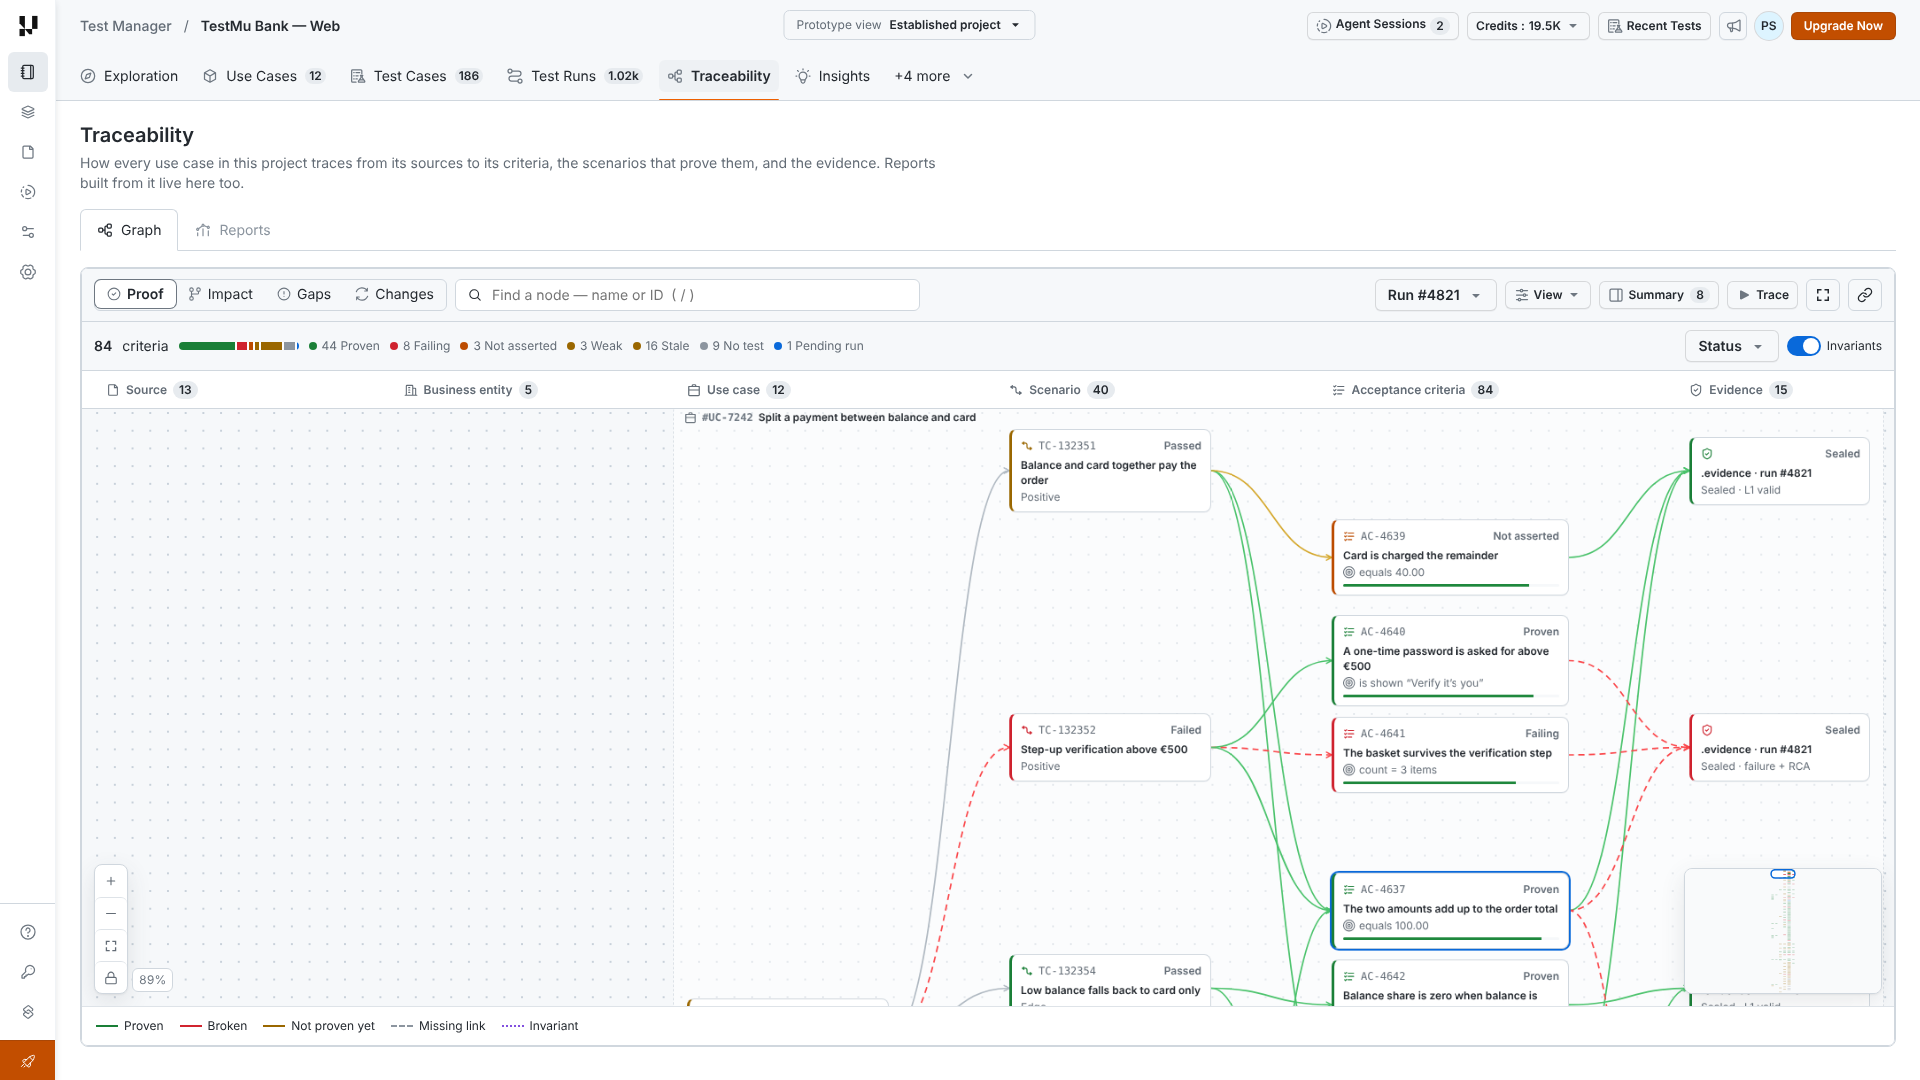 Test Manager / TestMu Bank — Web
Prototype view Established project
Agent Sessions 2
Credits : 19.5K
Recent Tests
PS
Upgrade Now
Exploration
Use Cases 12
Test Cases 186
Test Runs 1.02k
Traceability
Insights
+4 more
Traceability
How every use case in this project traces from its sources to its criteria, the scenarios that prove them, and the evidence. Reports
built from it live here too.
Graph
Reports
Proof
Impact
Gaps
Changes
Find a node — name or ID ( / )
Run #4821
View
Summary 8
Trace
84 criteria
44 Proven
8 Failing
3 Not asserted
3 Weak
16 Stale
9 No test
1 Pending run
Status
Invariants
Source 13
Business entity 5
Use case 12
Scenario 40
Acceptance criteria 84
Evidence 15
#UC-7242 Split a payment between balance and card
TC-132351 Passed
Balance and card together pay the
order
Positive
.evidence · run #4821
Sealed
Sealed · L1 valid
AC-4639 Not asserted
Card is charged the remainder
equals 40.00
AC-4640 Proven
A one-time password is asked for above
€500
is shown “Verify it’s you”
TC-132352 Failed
Step-up verification above €500
Positive
AC-4641 Failing
The basket survives the verification step
count = 3 items
Sealed
.evidence · run #4821
Sealed · failure + RCA
AC-4637 Proven
The two amounts add up to the order total
equals 100.00
TC-132354 Passed
Low balance falls back to card only
Edge
AC-4642 Proven
Balance share is zero when balance is
Sealed · L1 valid
89%
Proven
Broken
Not proven yet
Missing link
Invariant